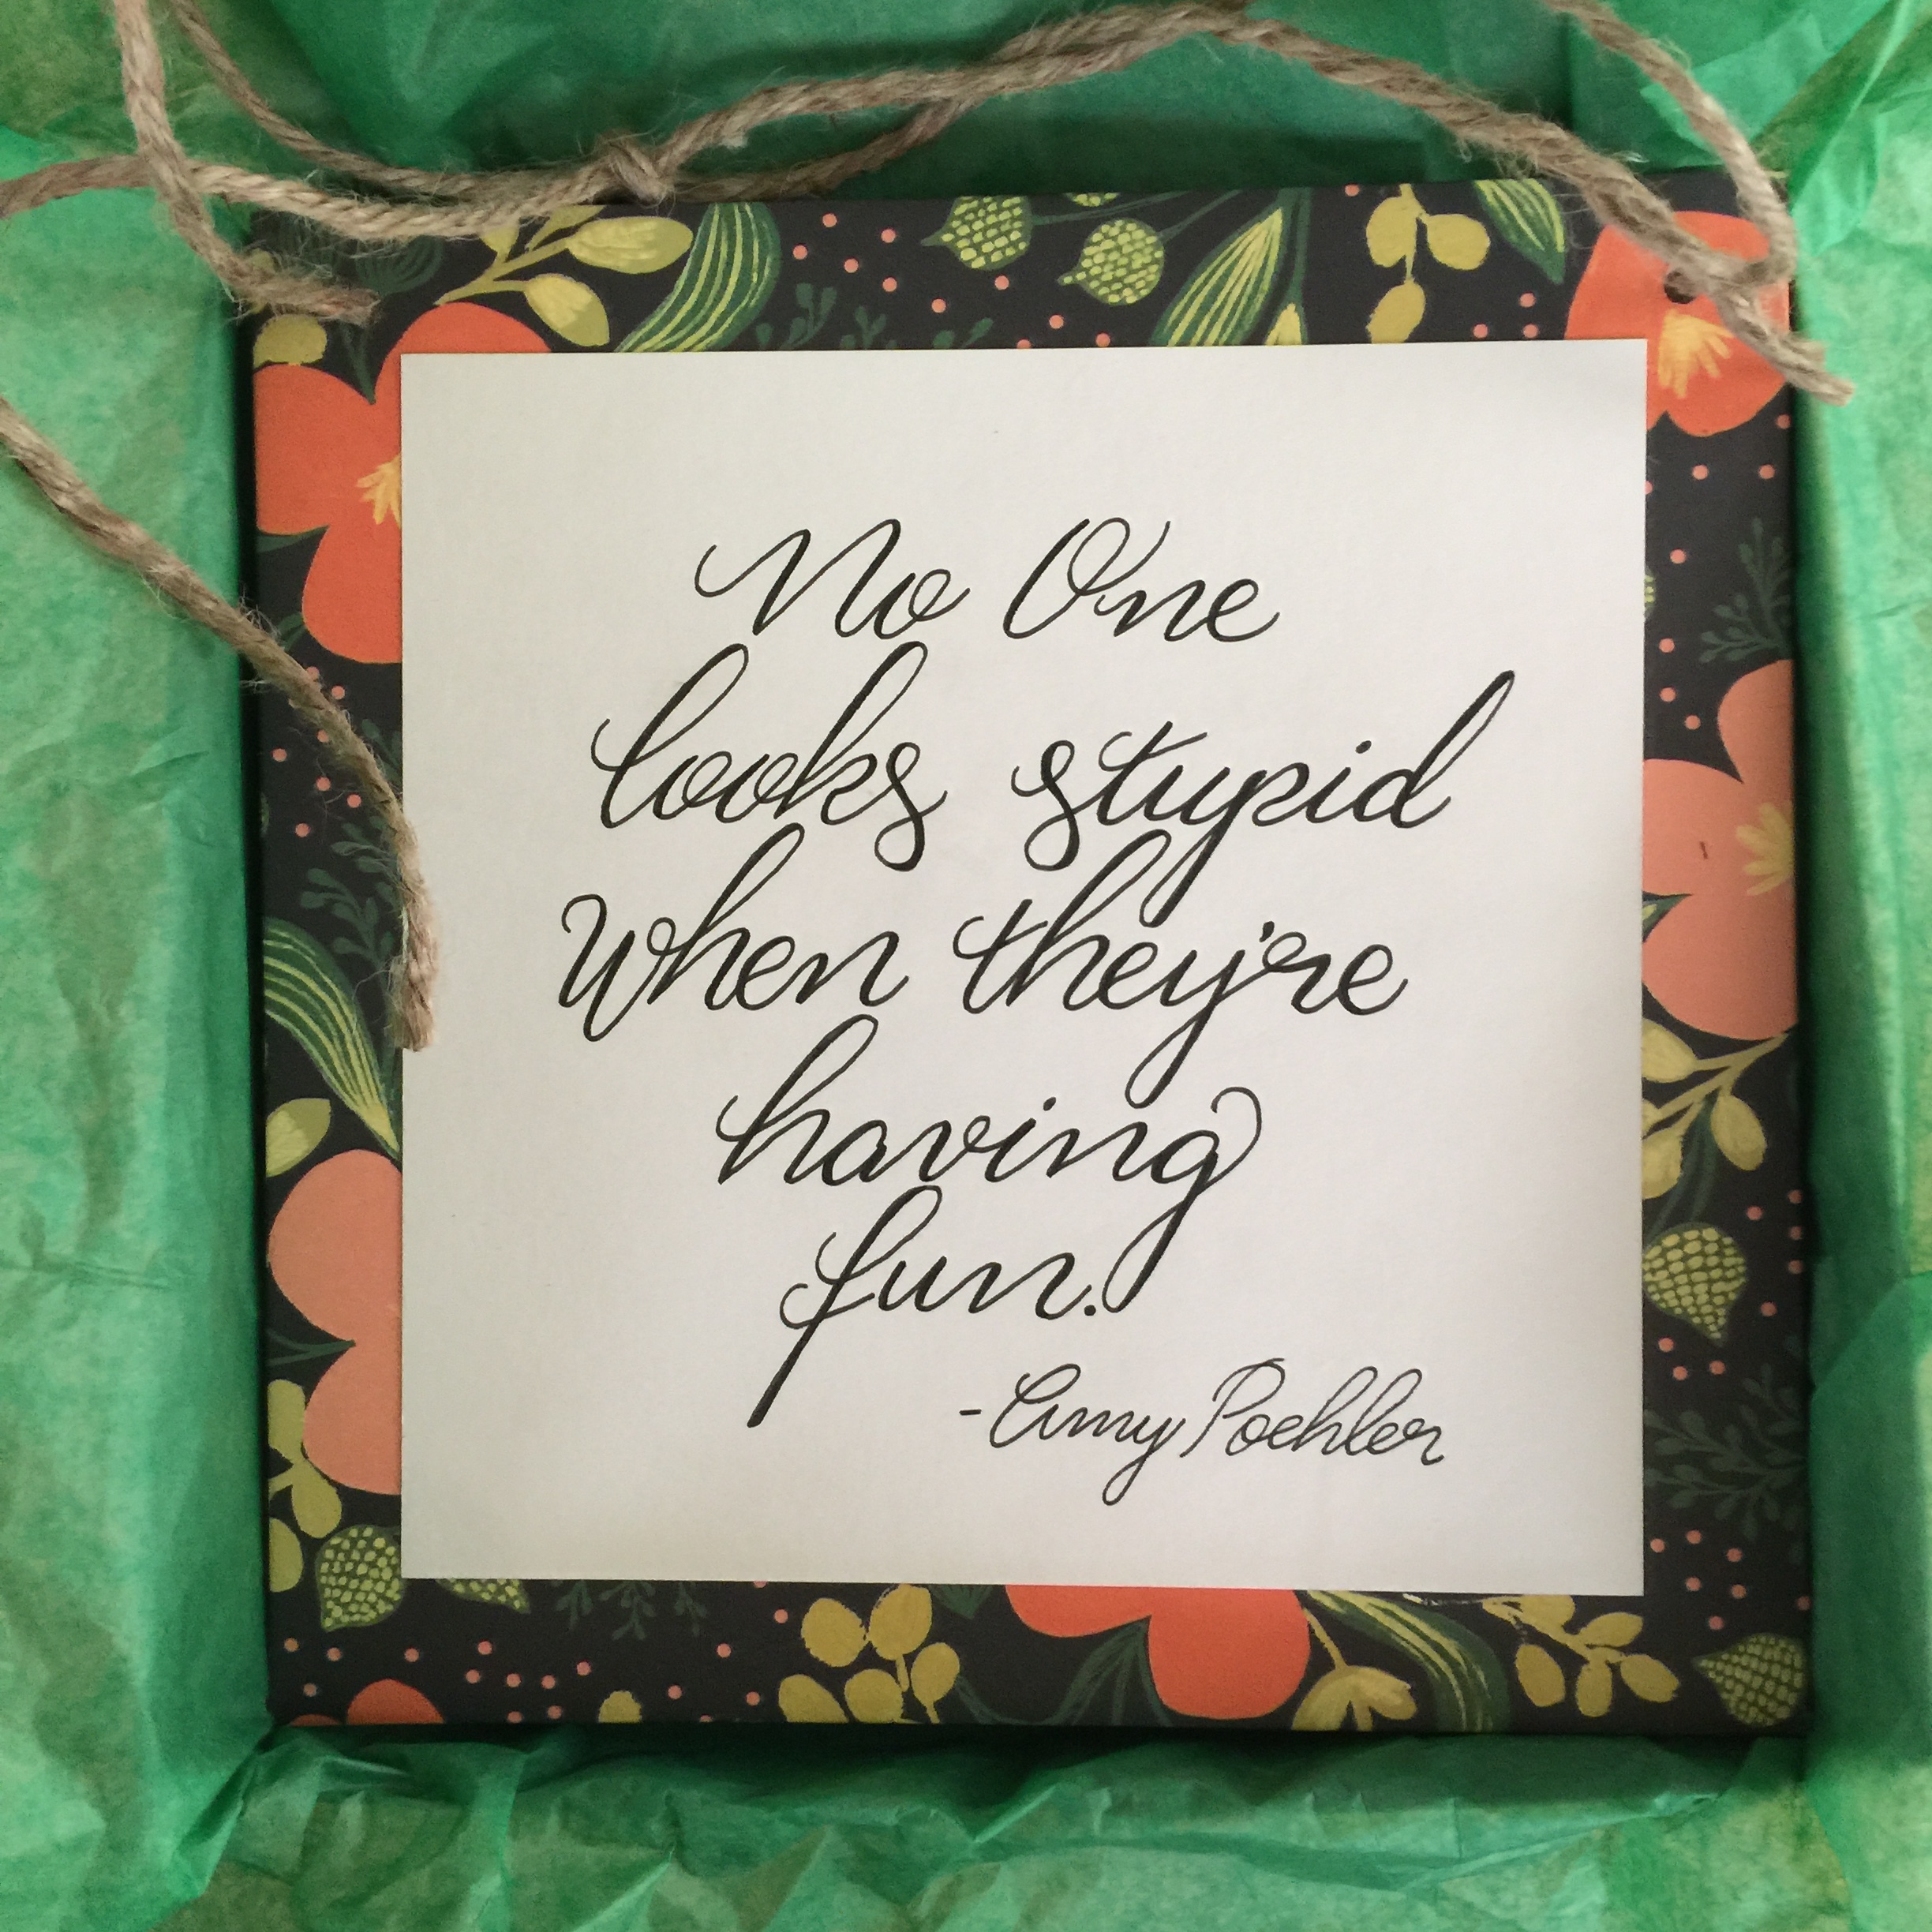 No One
looks stupid
When they're
having
fun.
- Amy Poehler